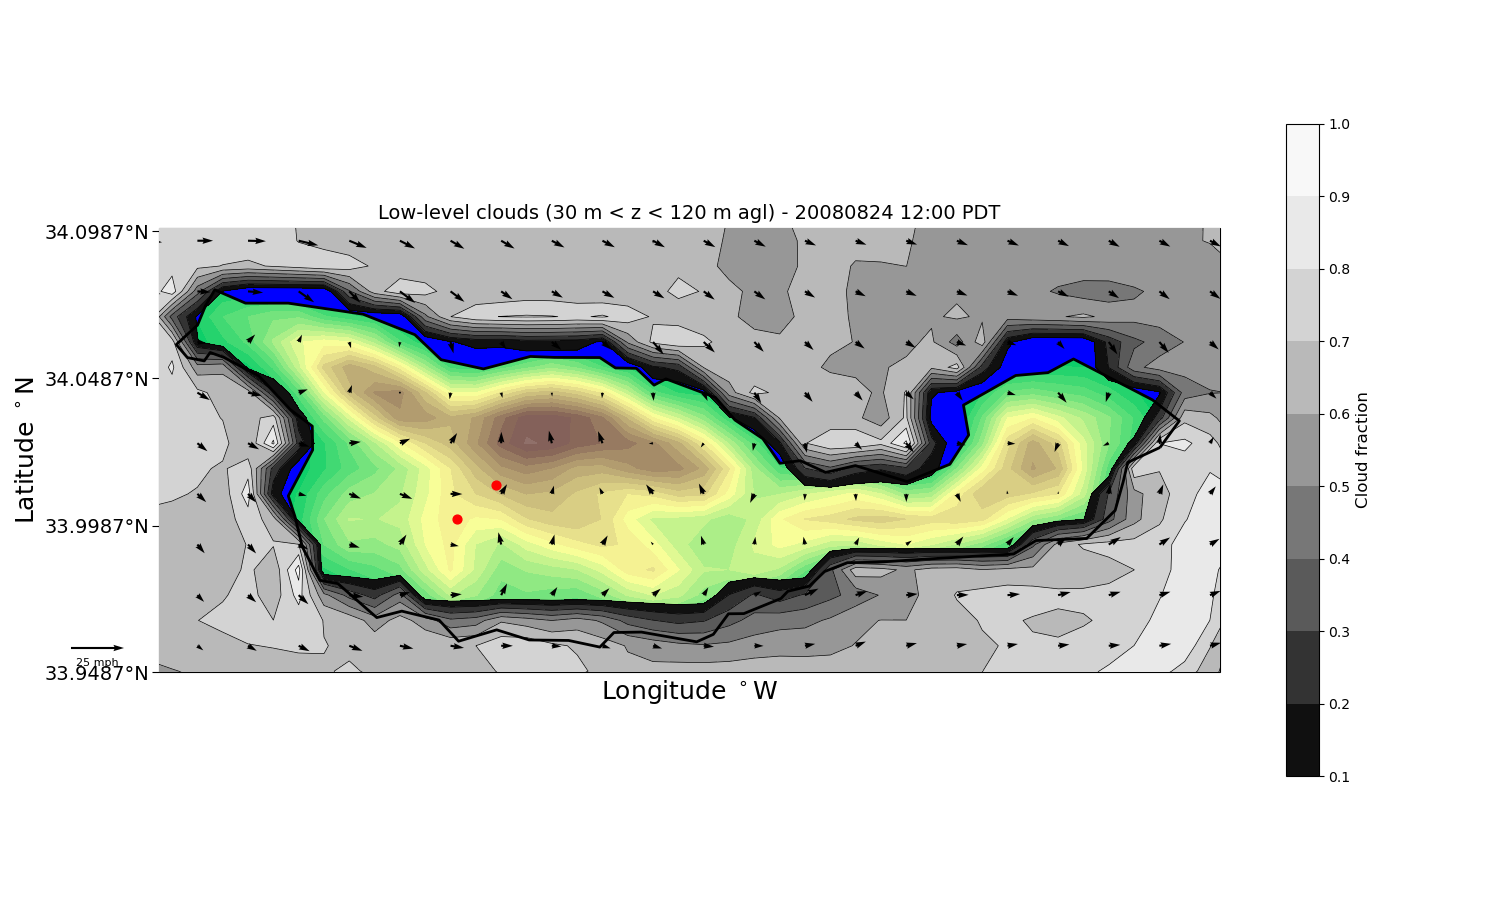 Low-level clouds (30 m < z < 120 m agl) - 20080824 12:00 PDT
34.0987°N
34.0487°N
33.9987°N
33.9487°N
Latitude °N
Longitude °W
25 mph
1.0
0.9
0.8
0.7
0.6
0.5
0.4
0.3
0.2
0.1
Cloud fraction